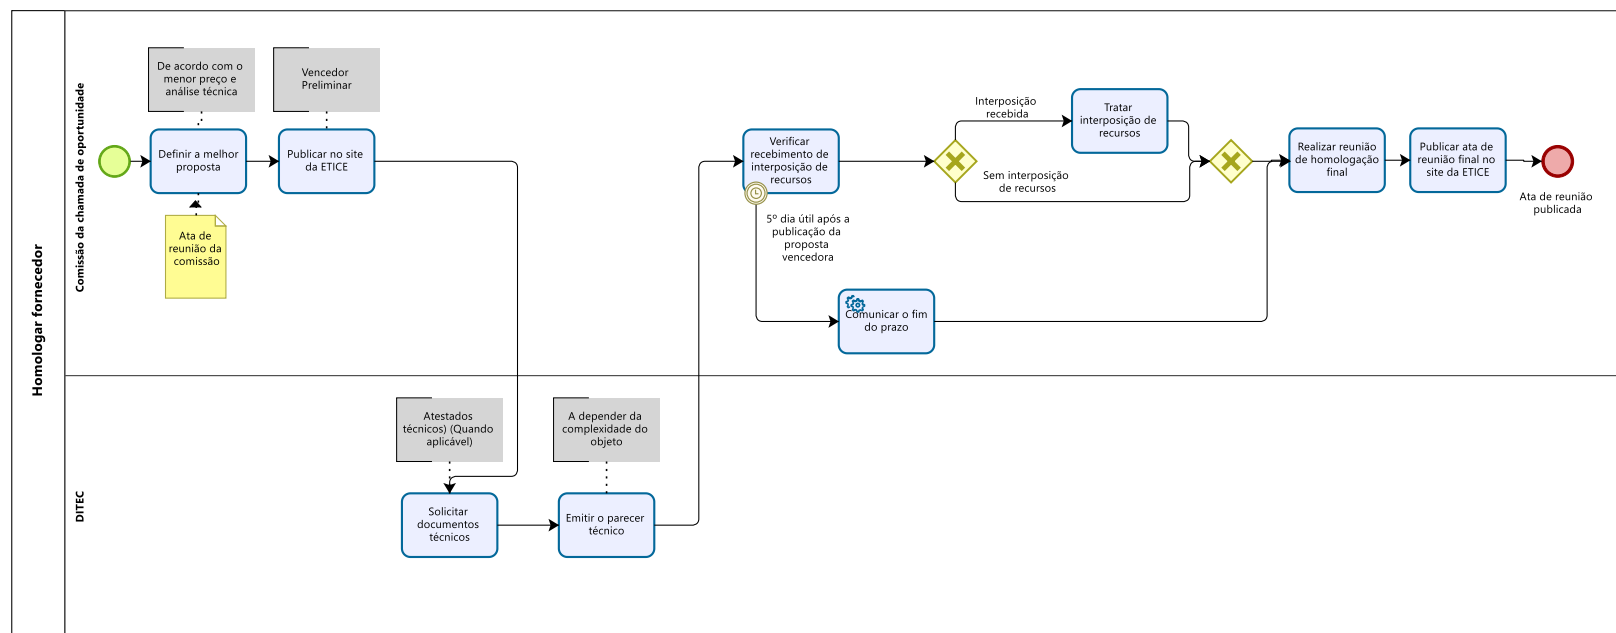 Homologar fornecedor
Comissão da chamada de oportunidade
De acordo com o
menor preço e
análise técnica
Vencedor
Preliminar
Definir a melhor
proposta
Publicar no site
da ETICE
Ata de
reunião da
comissão
Verificar
recebimento de
interposição de
recursos
5º dia útil após a
publicação da
proposta
vencedora
Comunicar o fim
do prazo
Interposição
recebida
Sem interposição
de recursos
Tratar
interposição de
recursos
Realizar reunião
de homologação
final
Publicar ata de
reunião final no
site da ETICE
Ata de reunião
publicada
DITEC
Atestados
técnicos) (Quando
aplicável)
A depender da
complexidade do
objeto
Solicitar
documentos
técnicos
Emitir o parecer
técnico